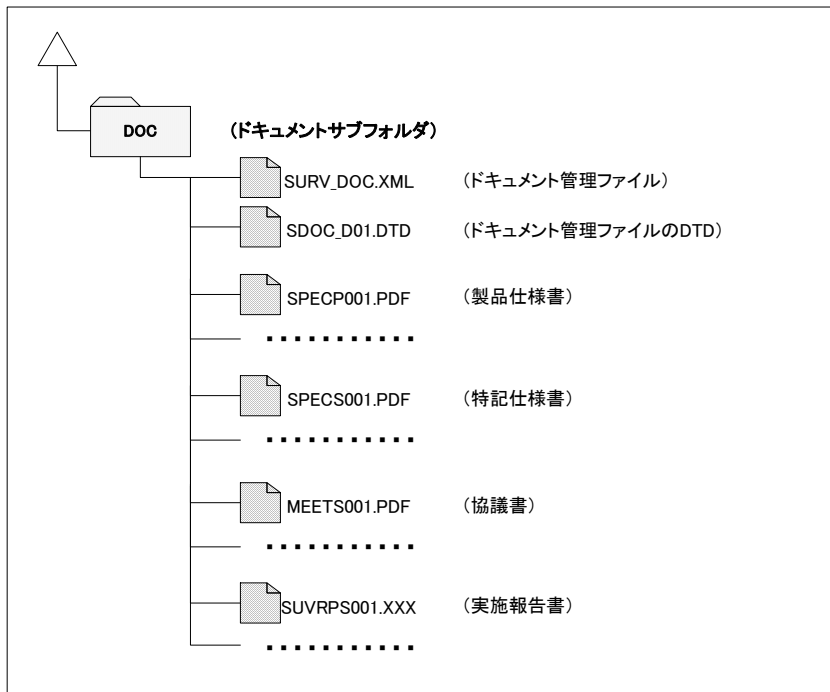 DOC (ドキュメントサブフォルダ)
SURV_DOC.XML (ドキュメント管理ファイル)
SDOC_D01.DTD (ドキュメント管理ファイルのDTD)
SPECP001.PDF (製品仕様書)
・・・・・・・・・・・
SPECS001.PDF (特記仕様書)
・・・・・・・・・・・
MEETS001.PDF (協議書)
・・・・・・・・・・・
SUVRPS001.XXX (実施報告書)
・・・・・・・・・・・